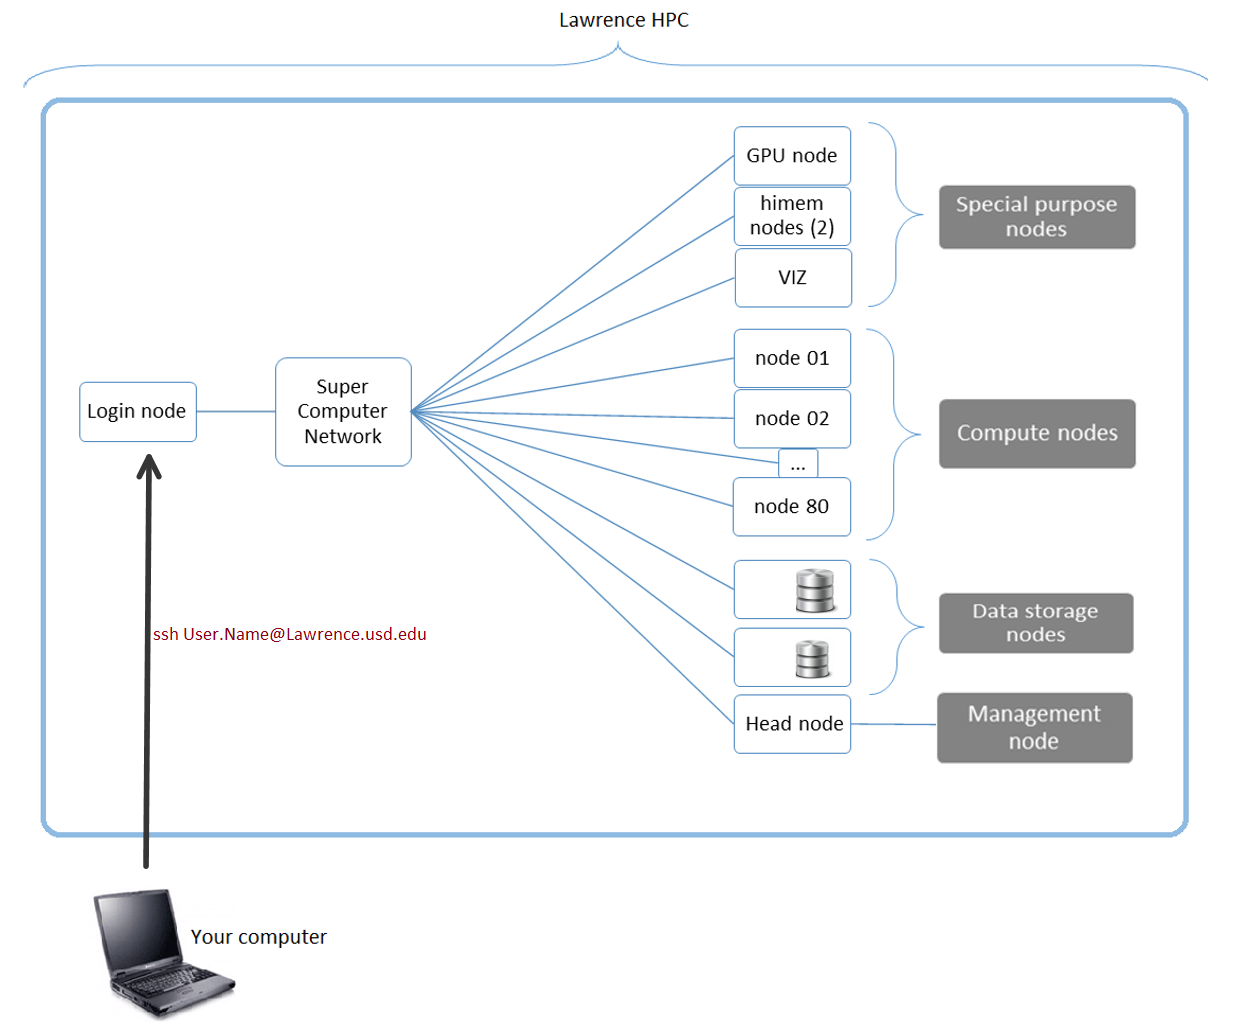 Lawrence HPC
GPU node
himem
nodes (2)
VIZ
Special purpose
nodes
node 01
node 02
...
node 80
Compute nodes
Login node
Super
Computer
Network
Data storage
nodes
Head node
Management
node
ssh User.Name@Lawrence.usd.edu
Your computer